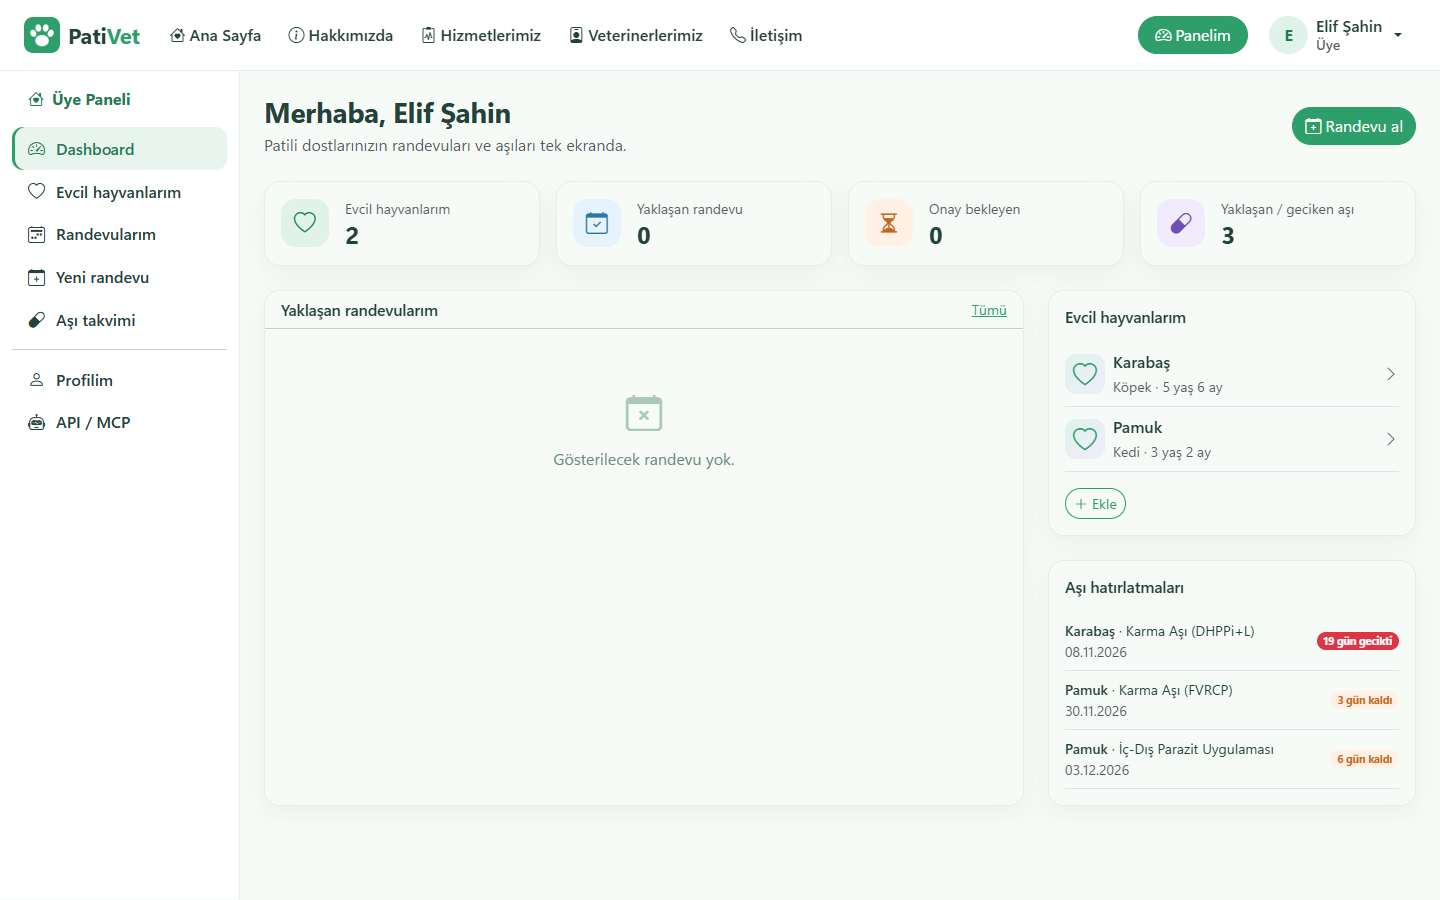 PatiVet
Ana Sayfa
Hakkımızda
Hizmetlerimiz
Veterinerlerimiz
İletişim
Panelim
E
Elif Şahin
Üye
Üye Paneli
Dashboard
Evcil hayvanlarım
Randevularım
Yeni randevu
Aşı takvimi
Profilim
API / MCP
Merhaba, Elif Şahin
Patili dostlarınızın randevuları ve aşıları tek ekranda.
Randevu al
Evcil hayvanlarım
2
Yaklaşan randevu
0
Onay bekleyen
0
Yaklaşan / geciken aşı
3
Yaklaşan randevularım
Tümü
Gösterilecek randevu yok.
Evcil hayvanlarım
Karabaş
Köpek · 5 yaş 6 ay
Pamuk
Kedi · 3 yaş 2 ay
+ Ekle
Aşı hatırlatmaları
Karabaş · Karma Aşı (DHPPi+L)
08.11.2026
19 gün gecikti
Pamuk · Karma Aşı (FVRCP)
30.11.2026
3 gün kaldı
Pamuk · İç-Dış Parazit Uygulaması
03.12.2026
6 gün kaldı